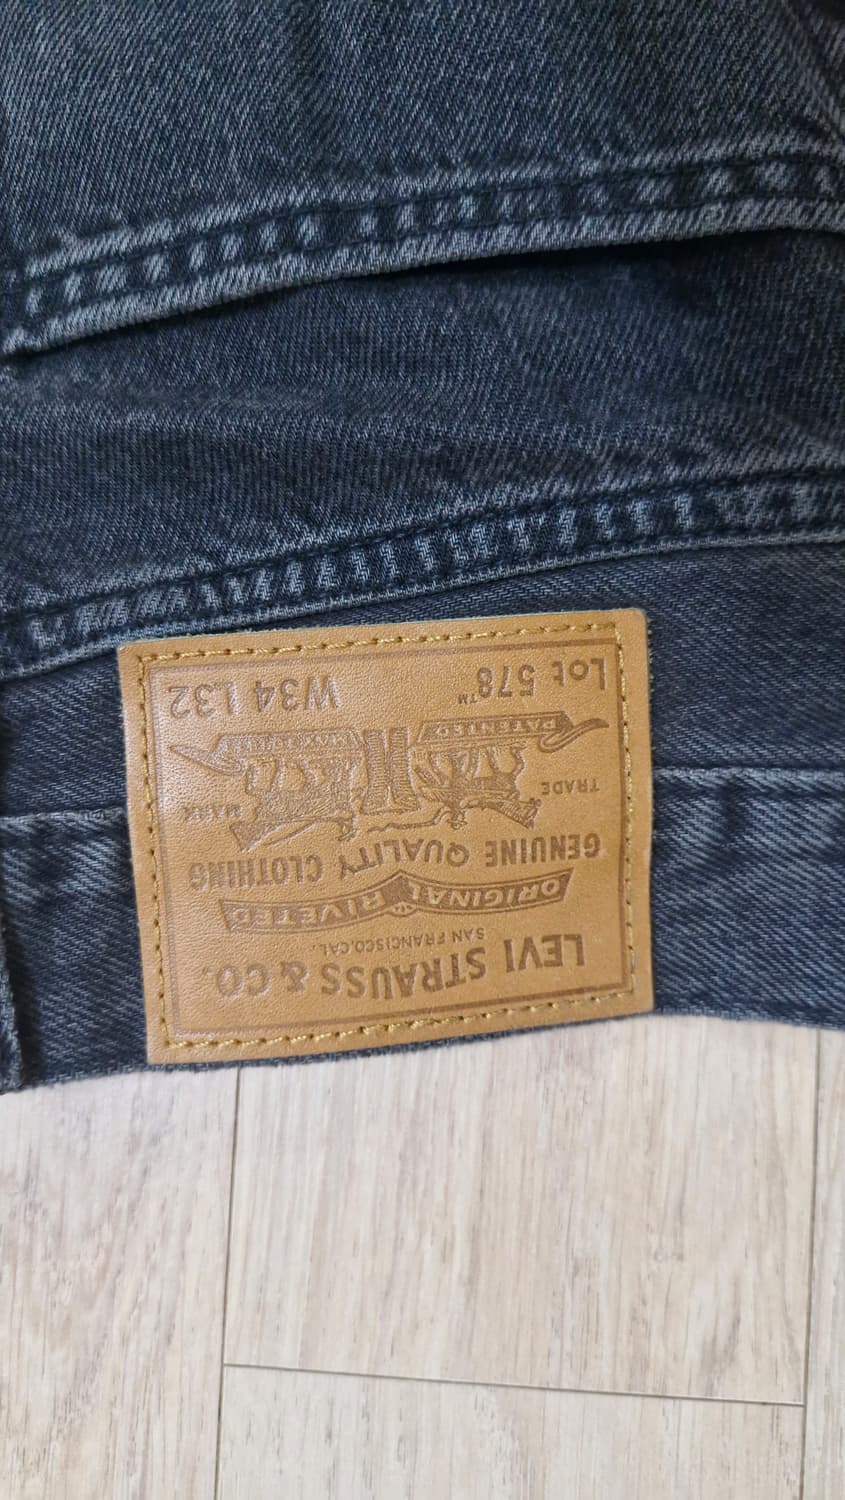 LEVI STRAUSS & CO.
SAN FRANCISCO, CAL.
ORIGINAL RIVETED
GENUINE QUALITY CLOTHING
TRADE MARK
PATENTED
Lot 578™ W34 L32